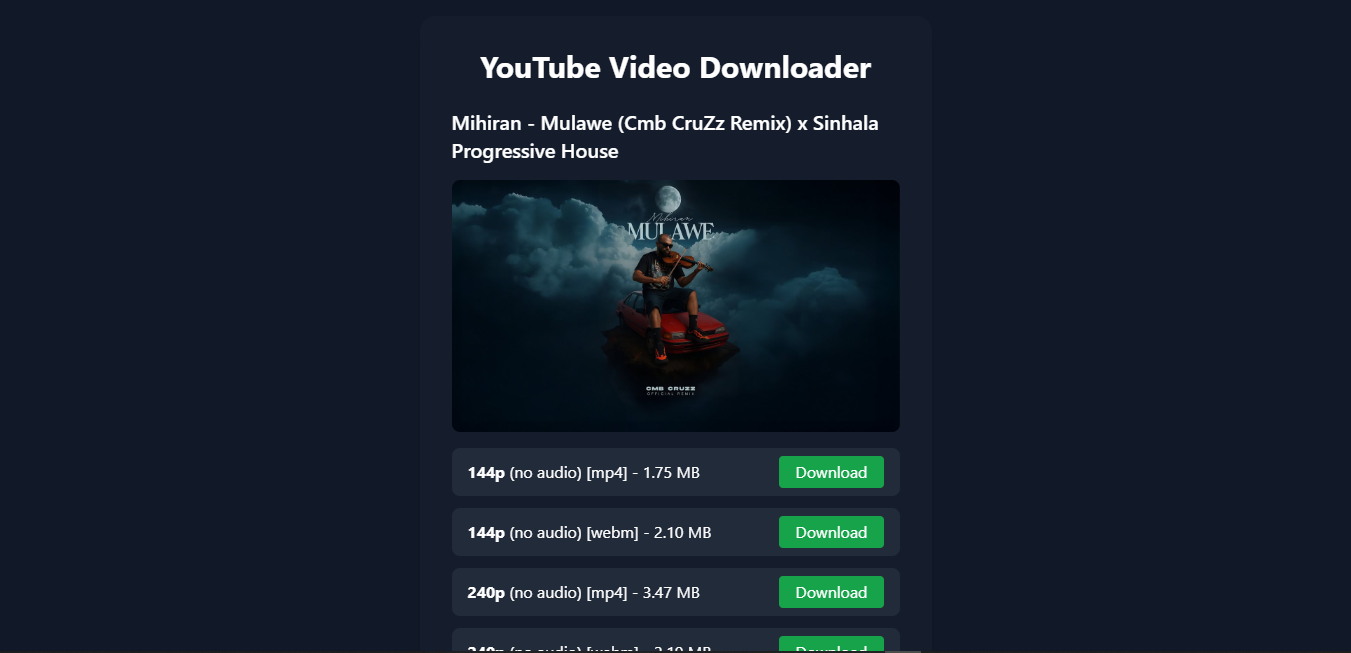 YouTube Video Downloader
Mihiran - Mulawe (Cmb CruZz Remix) x Sinhala
Progressive House
Mihiran
MULAWE
CMB CRUZZ
OFFICIAL REMIX
144p (no audio) [mp4] - 1.75 MB Download
144p (no audio) [webm] - 2.10 MB Download
240p (no audio) [mp4] - 3.47 MB Download